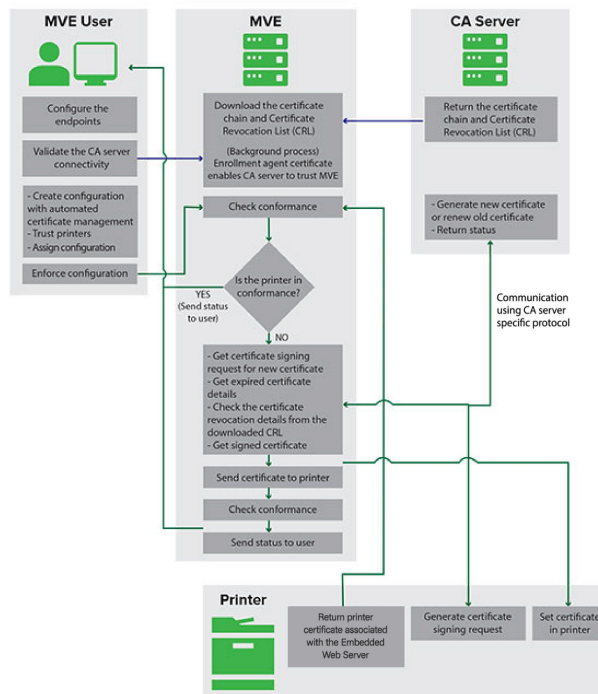 MVE User
Configure the
endpoints
Validate the CA server
connectivity
- Create configuration
with automated
certificate management
- Trust printers
- Assign configuration
Enforce configuration
MVE
Download the certificate
chain and Certificate
Revocation List (CRL)
(Background process)
Enrollment agent certificate
enables CA server to trust MVE
Check conformance
Is the printer in
conformance?
YES
(Send status
to user)
NO
- Get certificate signing
request for new certificate
- Get expired certificate
details
- Check the certificate
revocation details from the
downloaded CRL
- Get signed certificate
Send certificate to printer
Check conformance
Send status to user
CA Server
Return the certificate
chain and Certificate
Revocation List (CRL)
- Generate new certificate
or renew old certificate
- Return status
Communication
using CA server
specific protocol
Printer
Return printer
certificate associated
with the Embedded
Web Server
Generate certificate
signing request
Set certificate
in printer